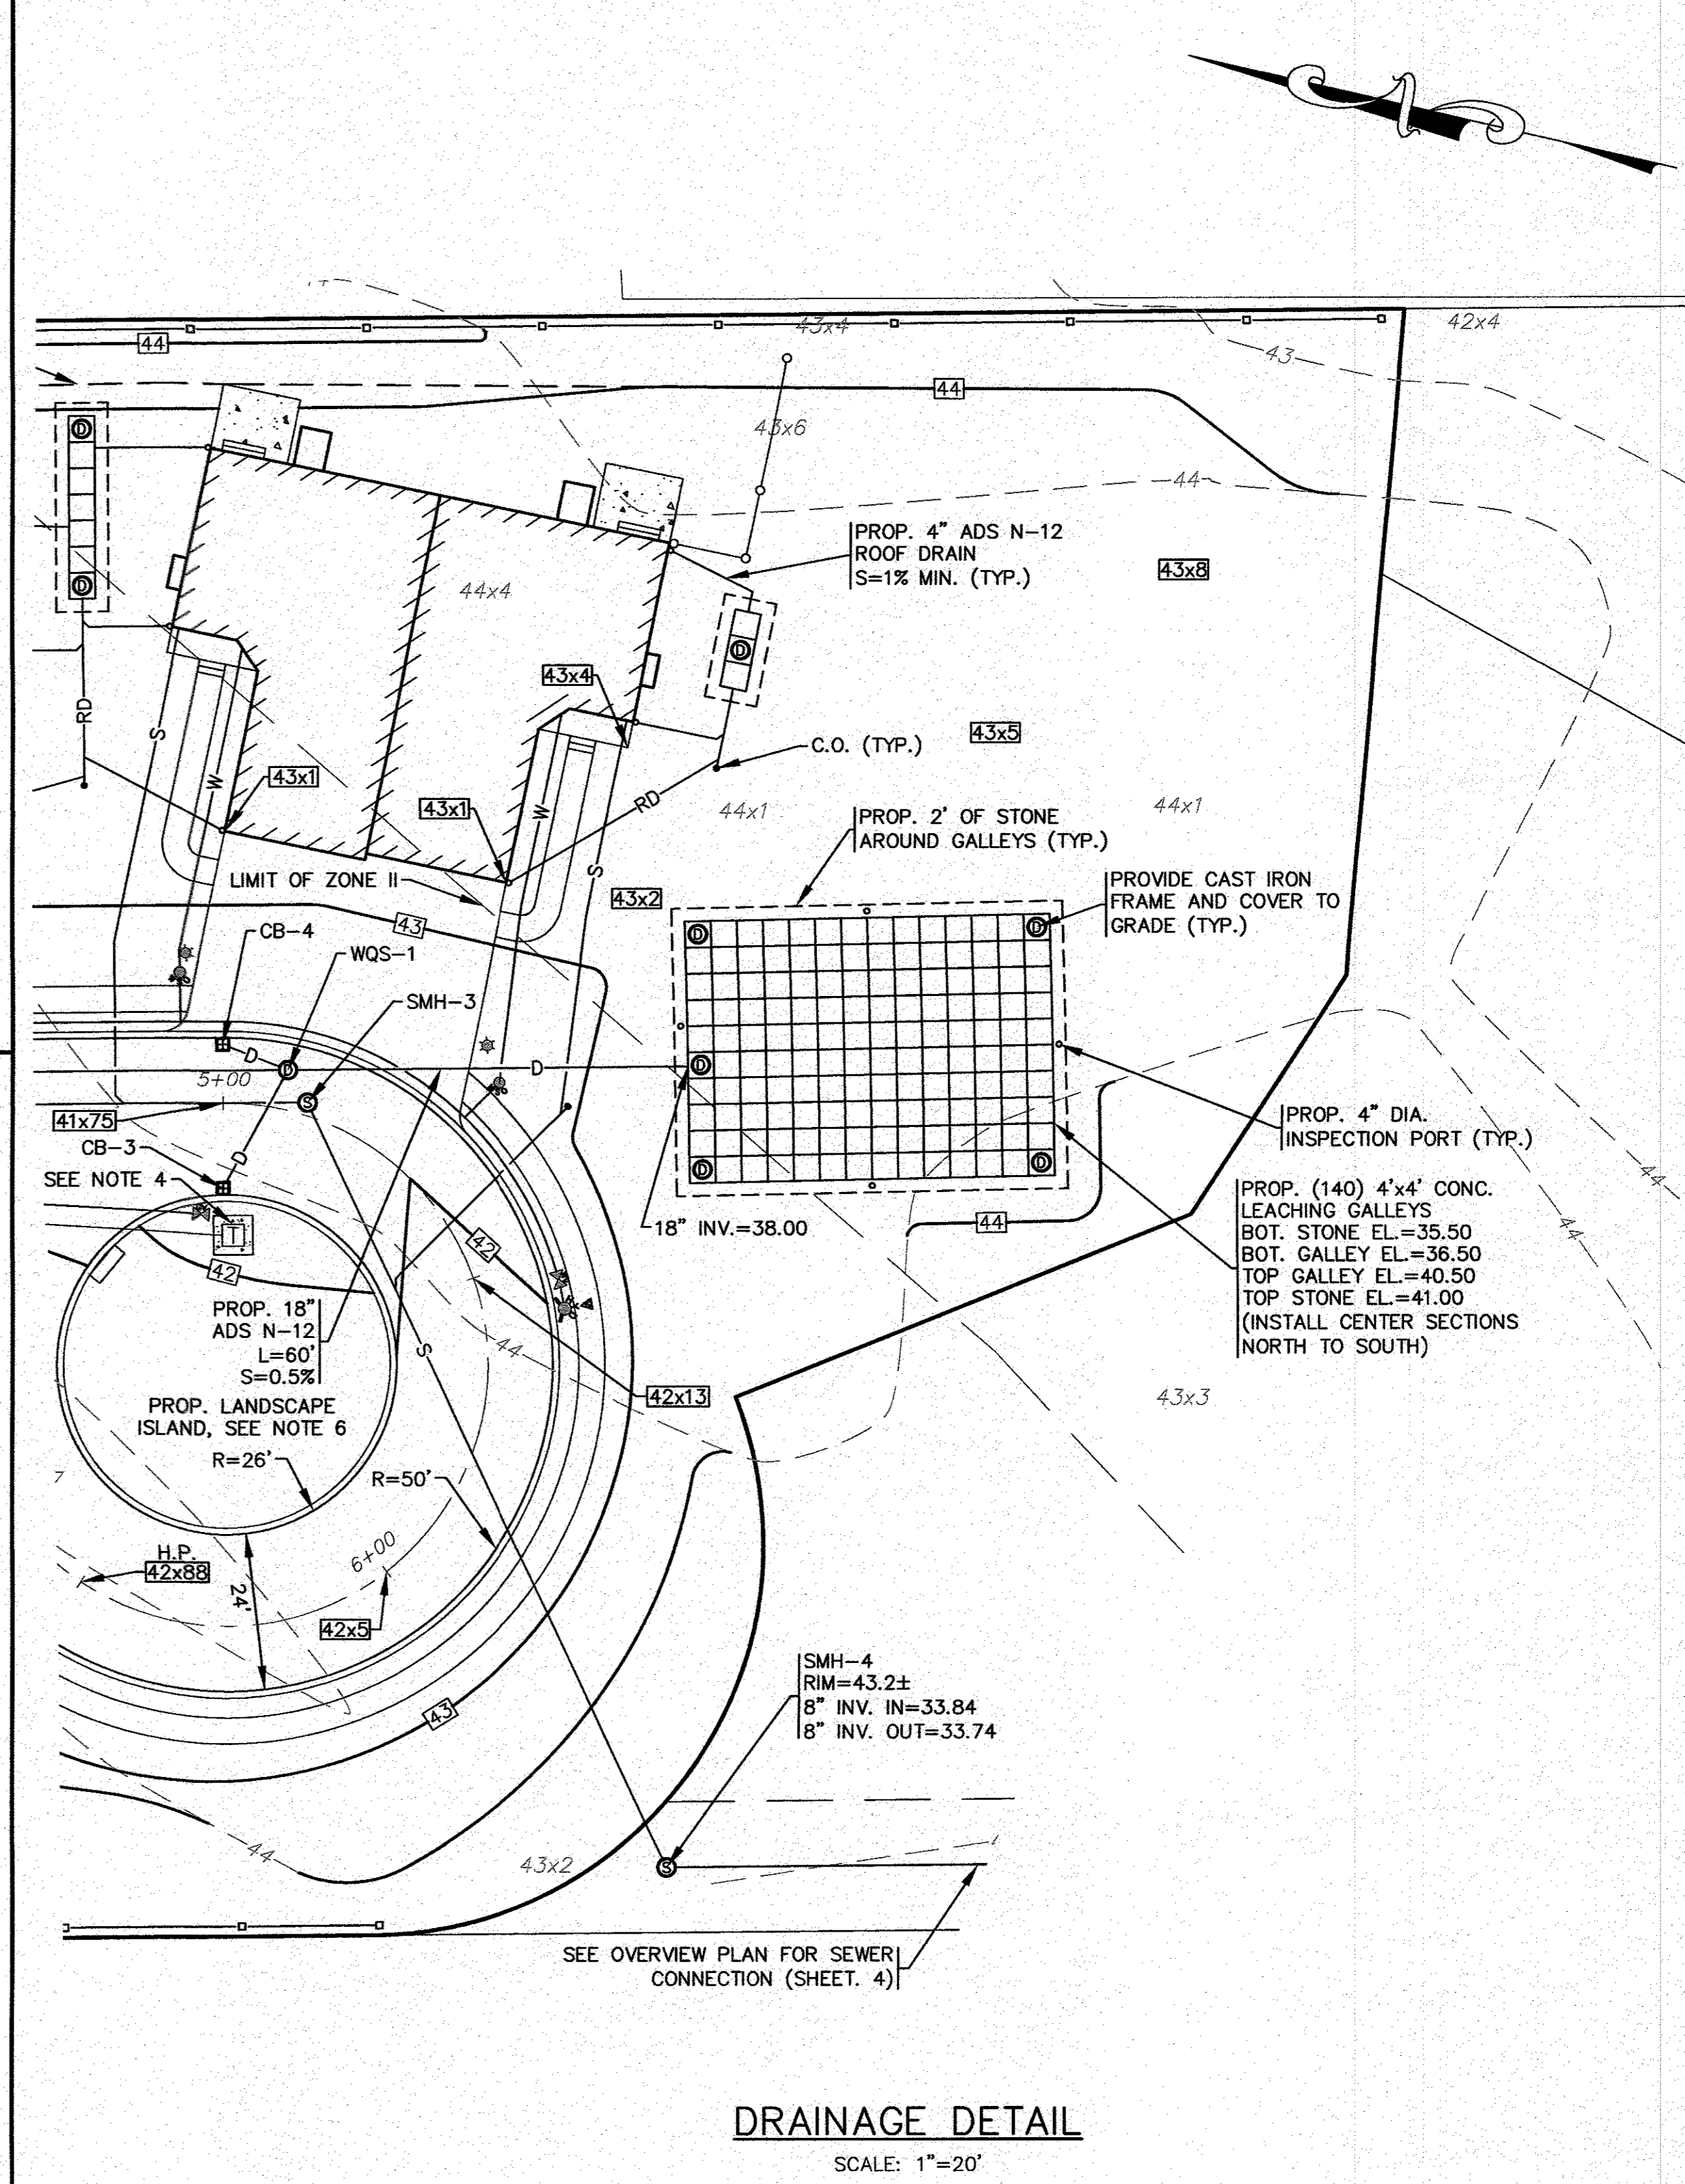 43x4
42x4
43
44
44
43x6
44
PROP. 4" ADS N-12
ROOF DRAIN
S=1% MIN. (TYP.)
43x8
D
D
44x4
D
43x4
RD
S
43x5
C.O. (TYP.)
W
43x1
43x1
W
RD
44x1
44x1
PROP. 2' OF STONE
AROUND GALLEYS (TYP.)
S
LIMIT OF ZONE II
43x2
PROVIDE CAST IRON
FRAME AND COVER TO
GRADE (TYP.)
43
CB-4
D
D
WQS-1
SMH-3
D
D
D
D
5+00
S
41x75
PROP. 4" DIA.
INSPECTION PORT (TYP.)
CB-3
D
SEE NOTE 4
D
D
44
T
18" INV.=38.00
44
44
42
42
PROP. (140) 4'x4' CONC.
LEACHING GALLEYS
BOT. STONE EL.=35.50
BOT. GALLEY EL.=36.50
TOP GALLEY EL.=40.50
TOP STONE EL.=41.00
(INSTALL CENTER SECTIONS
NORTH TO SOUTH)
PROP. 18"
ADS N-12
L=60'
S=0.5%
S
44
42x13
43x3
PROP. LANDSCAPE
ISLAND, SEE NOTE 6
R=26'
R=50'
7
6+00
H.P.
42x88
24'
42x5
43
SMH-4
RIM=43.2±
8" INV. IN=33.84
8" INV. OUT=33.74
44
43x2
S
SEE OVERVIEW PLAN FOR SEWER
CONNECTION (SHEET. 4)
DRAINAGE DETAIL
SCALE: 1"=20'